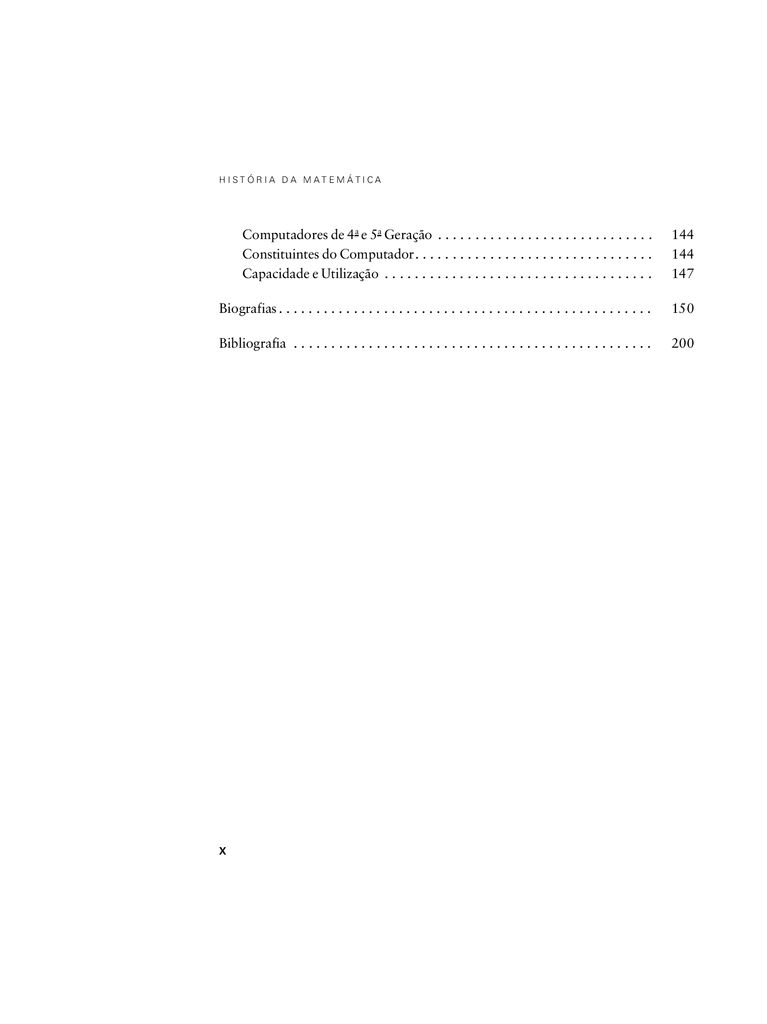 HISTÓRIA DA MATEMÁTICA
Computadores de 4ª e 5ª Geração . . . . . . . . . . . . . . . . . . . . . . . . . . . . . 144
Constituintes do Computador. . . . . . . . . . . . . . . . . . . . . . . . . . . . . . . . 144
Capacidade e Utilização . . . . . . . . . . . . . . . . . . . . . . . . . . . . . . . . . . . . 147
Biografias . . . . . . . . . . . . . . . . . . . . . . . . . . . . . . . . . . . . . . . . . . . . . . . . . . 150
Bibliografia . . . . . . . . . . . . . . . . . . . . . . . . . . . . . . . . . . . . . . . . . . . . . . . . 200
X